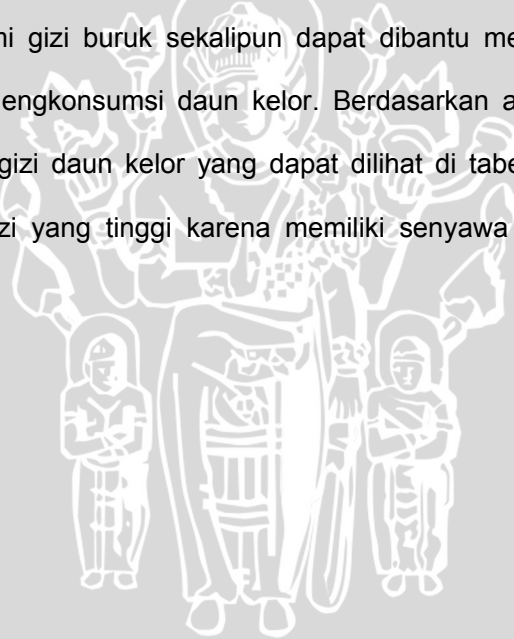 ni gizi buruk sekalipun dapat dibantu me
engkonsumsi daun kelor. Berdasarkan a
gizi daun kelor yang dapat dilihat di tabe
zi yang tinggi karena memiliki senyawa